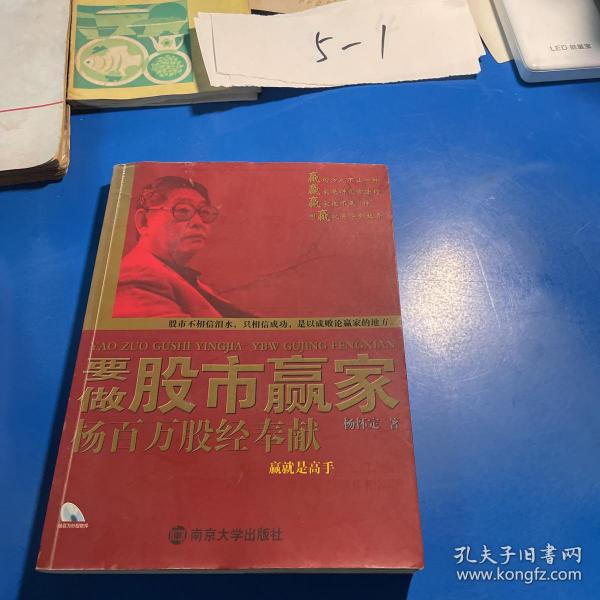 5-1
LED
股市不相信泪水，只相信成功，是以成败论赢家的地方。
YAO ZUO GUSHI YINGJIA YBW GUJING FENGXIAN
要做股市赢家
杨百万股经奉献
杨怀定 著
赢就是高手
南京大学出版社
孔夫子旧书网
www.kongfz.com